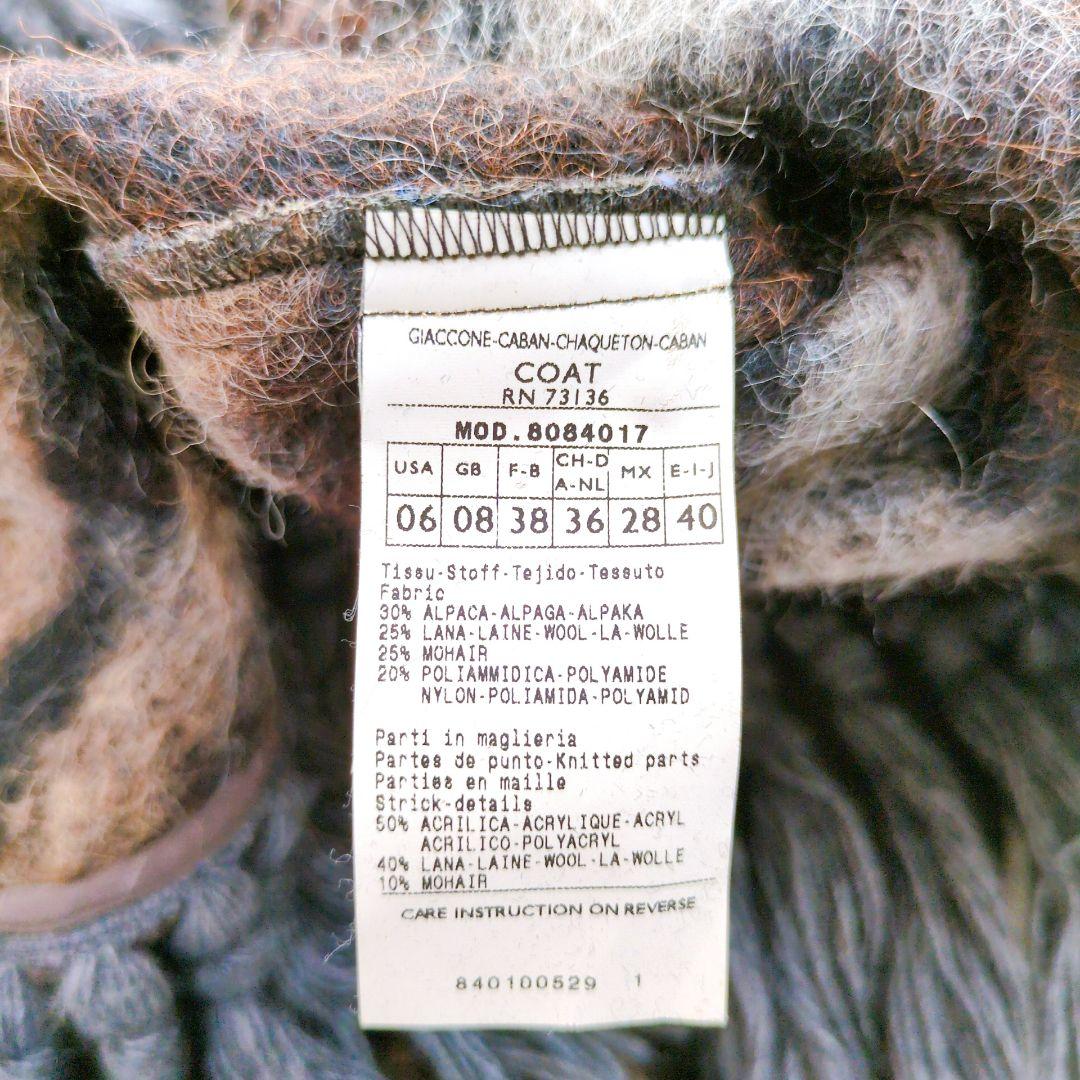 GIACCONE-CABAN-CHAQUETON-CABAN
COAT
RN 73136
MOD.8084017
USA GB F-B CH-D A-NL MX E-I-J
06 08 38 36 28 40
Tissu-Stoff-Tejido-Tessuto
Fabric
30% ALPACA-ALPAGA-ALPAKA
25% LANA-LAINE-WOOL-LA-WOLLE
25% MOHAIR
20% POLIAMMIDICA-POLYAMIDE
NYLON-POLIAMIDA-POLYAMID
Parti in maglieria
Partes de punto-Knitted parts
Parties en maille
Strick-details
50% ACRILICA-ACRYLIQUE-ACRYL
ACRILICO-POLYACRYL
40% LANA-LAINE-WOOL-LA-WOLLE
10% MOHAIR
CARE INSTRUCTION ON REVERSE
840100529 1